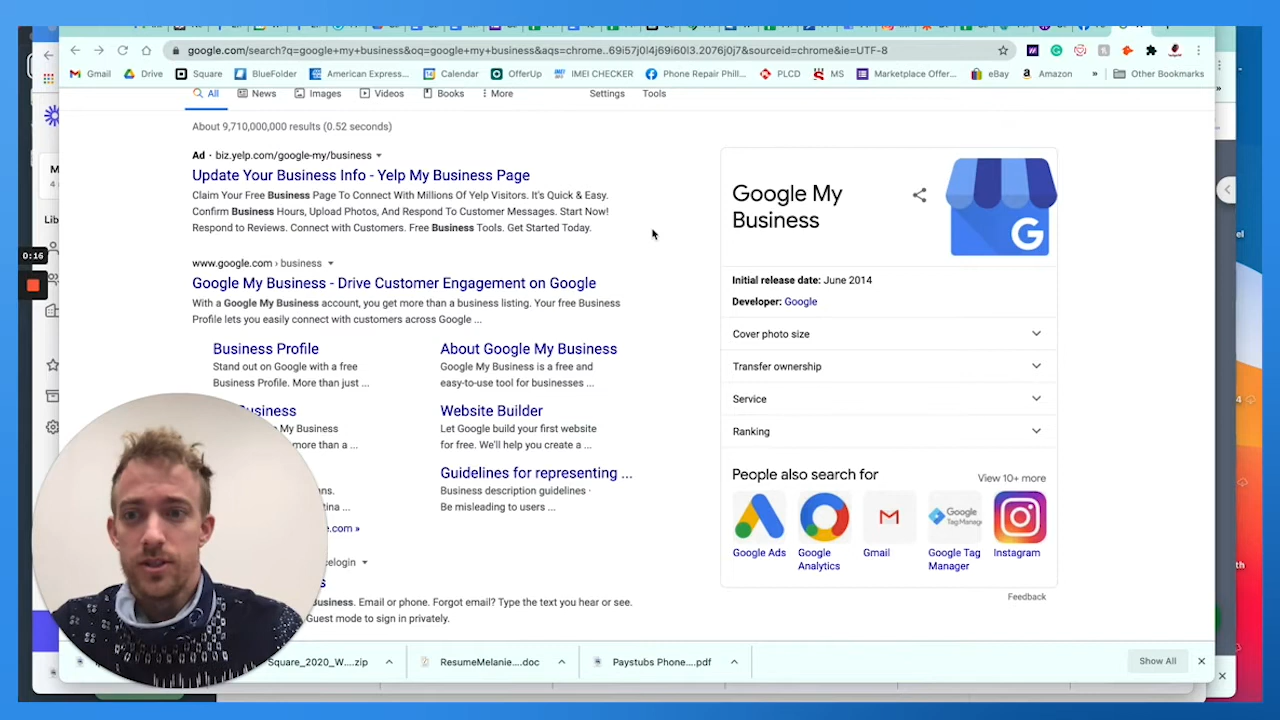 google.com/search?q=google+my+business&oq=google+my+business&aqs=chrome..69i57j0l4j69i60l3.2076j0j7&sourceid=chrome&ie=UTF-8
Gmail Drive Square BlueFolder American Express... Calendar OfferUp IMEI CHECKER Phone Repair Phill... PLCD MS Marketplace Offer... eBay Amazon » Other Bookmarks »
All News Images Videos Books More Settings Tools
About 9,710,000,000 results (0.52 seconds)
Ad · biz.yelp.com/google-my/business
Update Your Business Info - Yelp My Business Page
Claim Your Free Business Page To Connect With Millions Of Yelp Visitors. It's Quick & Easy.
Confirm Business Hours, Upload Photos, And Respond To Customer Messages. Start Now!
Respond to Reviews. Connect with Customers. Free Business Tools. Get Started Today.
www.google.com › business
Google My Business - Drive Customer Engagement on Google
With a Google My Business account, you get more than a business listing. Your free Business
Profile lets you easily connect with customers across Google ...
Business Profile
Stand out on Google with a free
Business Profile. More than just ...
About Google My Business
Google My Business is a free and
easy-to-use tool for businesses ...
Business
My Business
more than a ...
Website Builder
Let Google build your first website
for free. We'll help you create a ...
Guidelines for representing ...
Business description guidelines ·
Be misleading to users ...
.com »
Business. Email or phone. Forgot email? Type the text you hear or see.
Guest mode to sign in privately.
Google My
Business
G
Initial release date: June 2014
Developer: Google
Cover photo size
Transfer ownership
Service
Ranking
People also search for
View 10+ more
Google
Tag Manag
Google Ads
Google
Analytics
Gmail
Google Tag
Manager
Instagram
Feedback
0:16
Square_2020_W....zip
ResumeMelanie....doc
Paystubs Phone....pdf
Show All